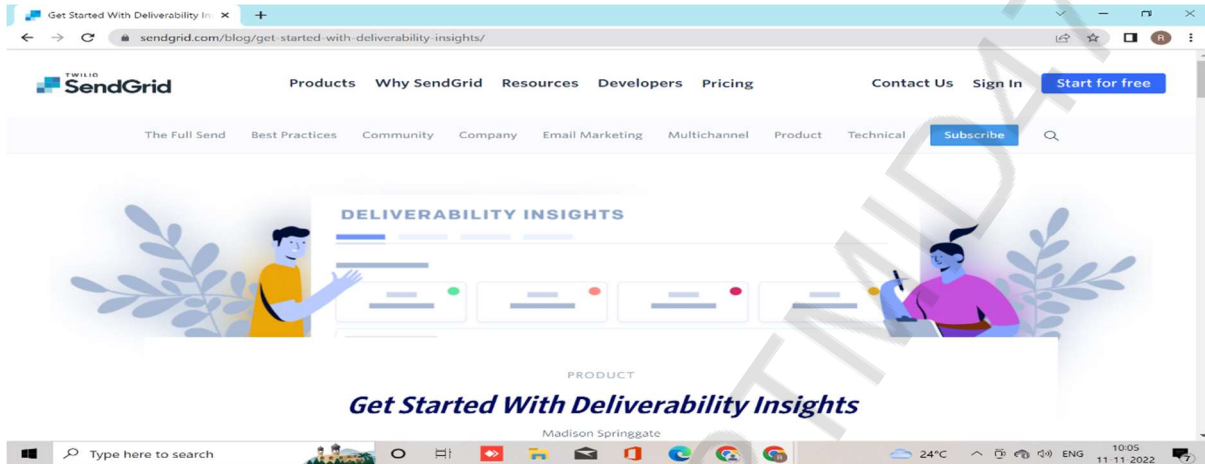 Get Started With Deliverability In
sendgrid.com/blog/get-started-with-deliverability-insights/
R
TWILIO
SendGrid
Products Why SendGrid Resources Developers Pricing Contact Us Sign In Start for free
The Full Send Best Practices Community Company Email Marketing Multichannel Product Technical Subscribe
DELIVERABILITY INSIGHTS
PRODUCT
Get Started With Deliverability Insights
Madison Springgate
Type here to search 24°C ENG 10:05
11-11-2022 7